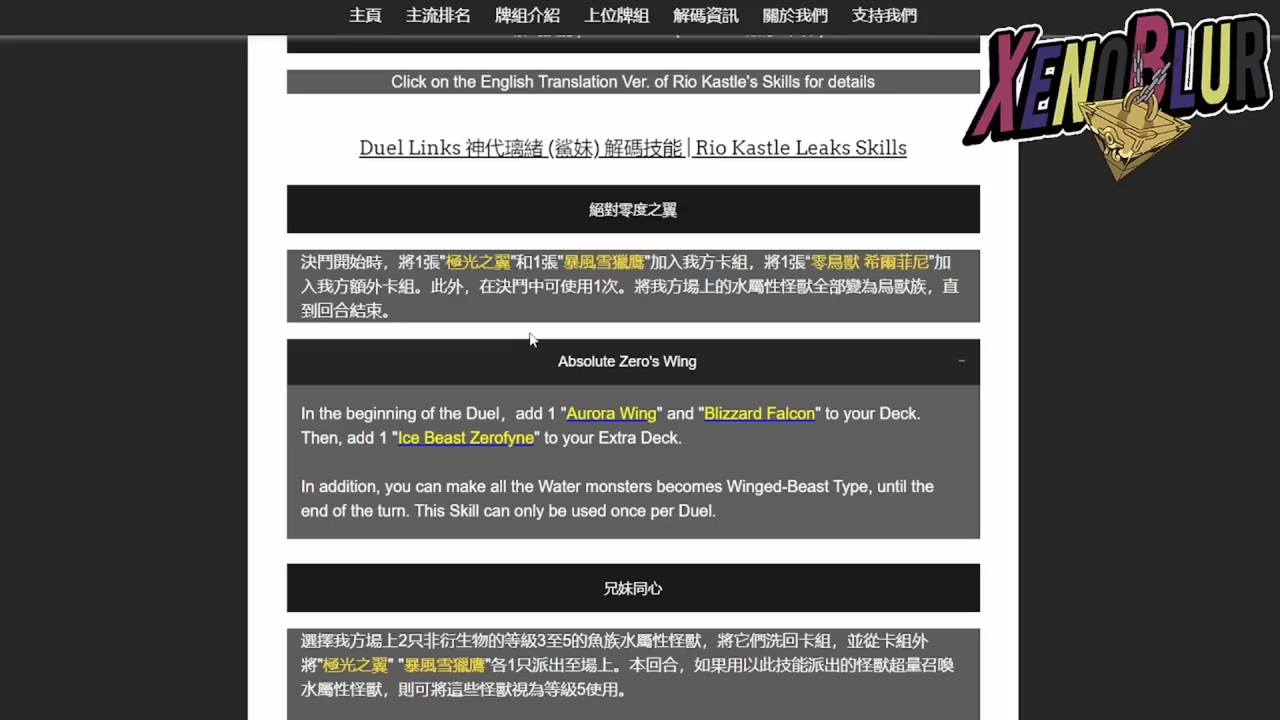 主頁 主流排名 牌組介紹 上位牌組 解碼資訊 關於我們 支持我們
XENOBLUR
Click on the English Translation Ver. of Rio Kastle's Skills for details
Duel Links 神代璃緒 (鯊妹) 解碼技能 | Rio Kastle Leaks Skills
絕對零度之翼
決鬥開始時，將1張"極光之翼"和1張"暴風雪獵鷹"加入我方卡組，將1張“零鳥獸 希爾菲尼"加
入我方額外卡組。此外，在決鬥中可使用1次。將我方場上的水屬性怪獸全部變為鳥獸族，直
到回合結束。
Absolute Zero's Wing
In the beginning of the Duel，add 1 "Aurora Wing" and "Blizzard Falcon" to your Deck.
Then, add 1 "Ice Beast Zerofyne" to your Extra Deck.
In addition, you can make all the Water monsters becomes Winged-Beast Type, until the
end of the turn. This Skill can only be used once per Duel.
兄妹同心
選擇我方場上2只非衍生物的等級3至5的魚族水屬性怪獸，將它們洗回卡組，並從卡組外
將"極光之翼" "暴風雪獵鷹"各1只派出至場上。本回合，如果用以此技能派出的怪獸超量召喚
水屬性怪獸，則可將這些怪獸視為等級5使用。